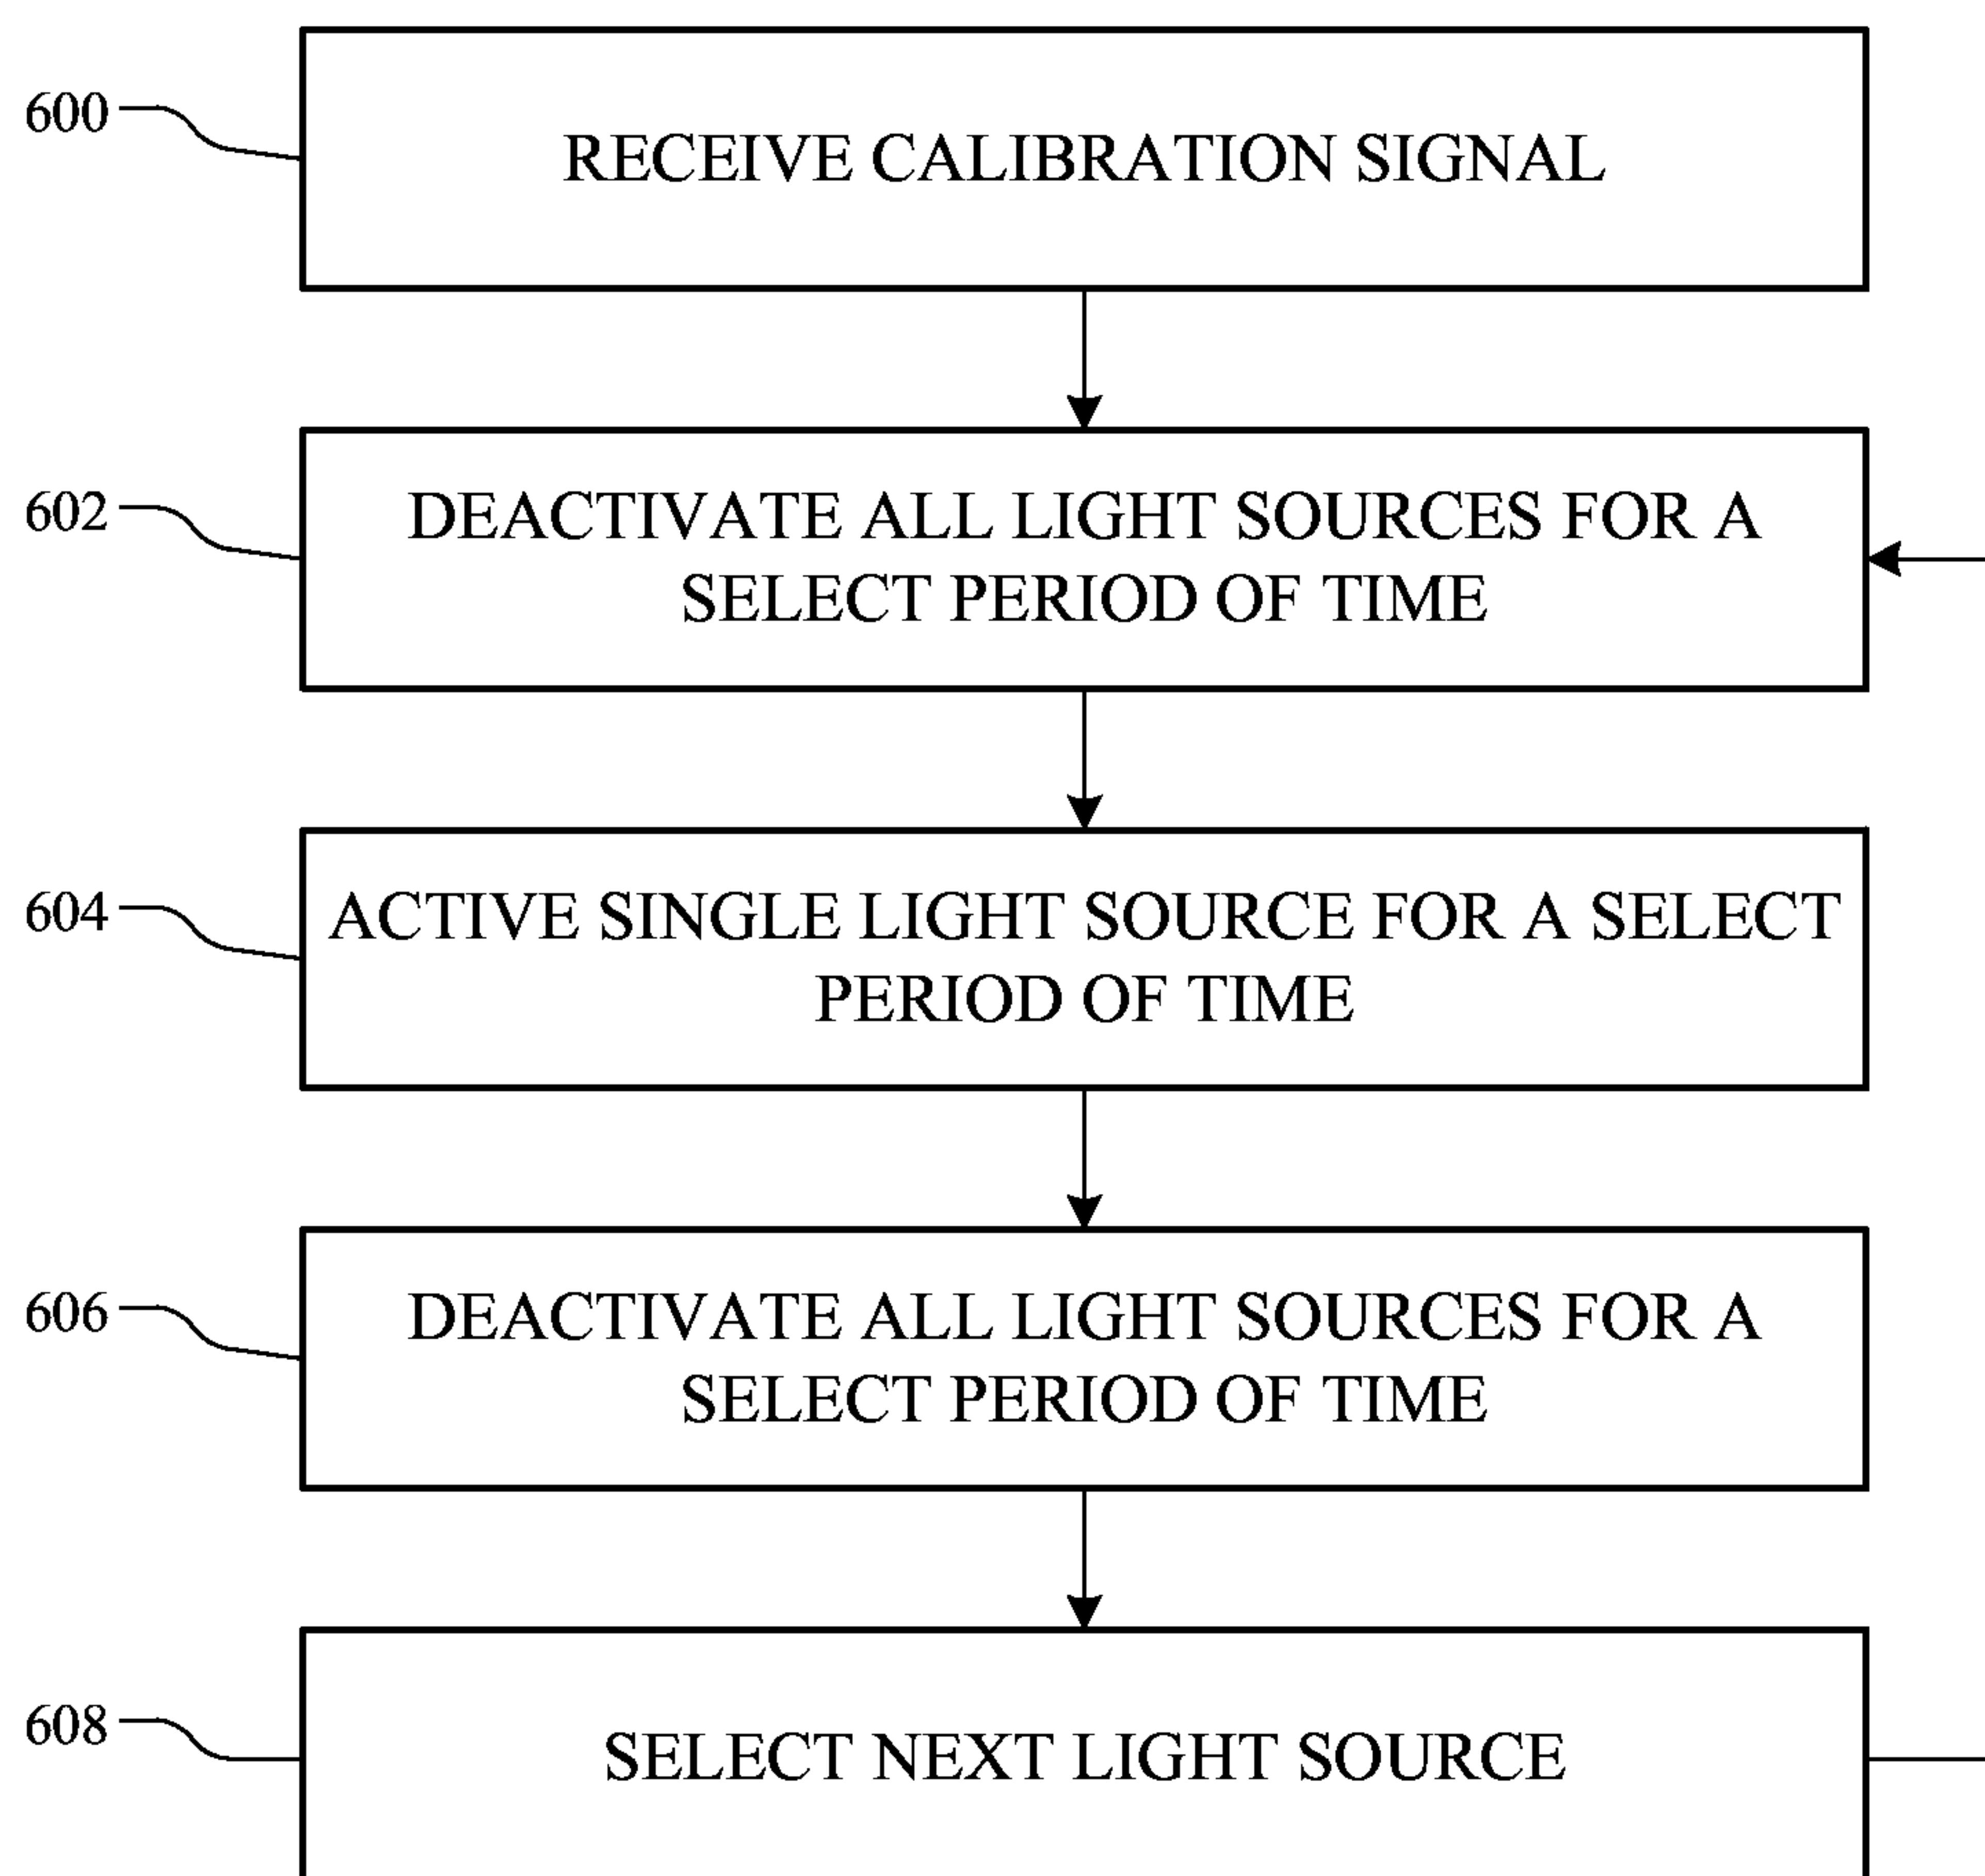 600
RECEIVE CALIBRATION SIGNAL
602
DEACTIVATE ALL LIGHT SOURCES FOR A
SELECT PERIOD OF TIME
604
ACTIVE SINGLE LIGHT SOURCE FOR A SELECT
PERIOD OF TIME
606
DEACTIVATE ALL LIGHT SOURCES FOR A
SELECT PERIOD OF TIME
608
SELECT NEXT LIGHT SOURCE